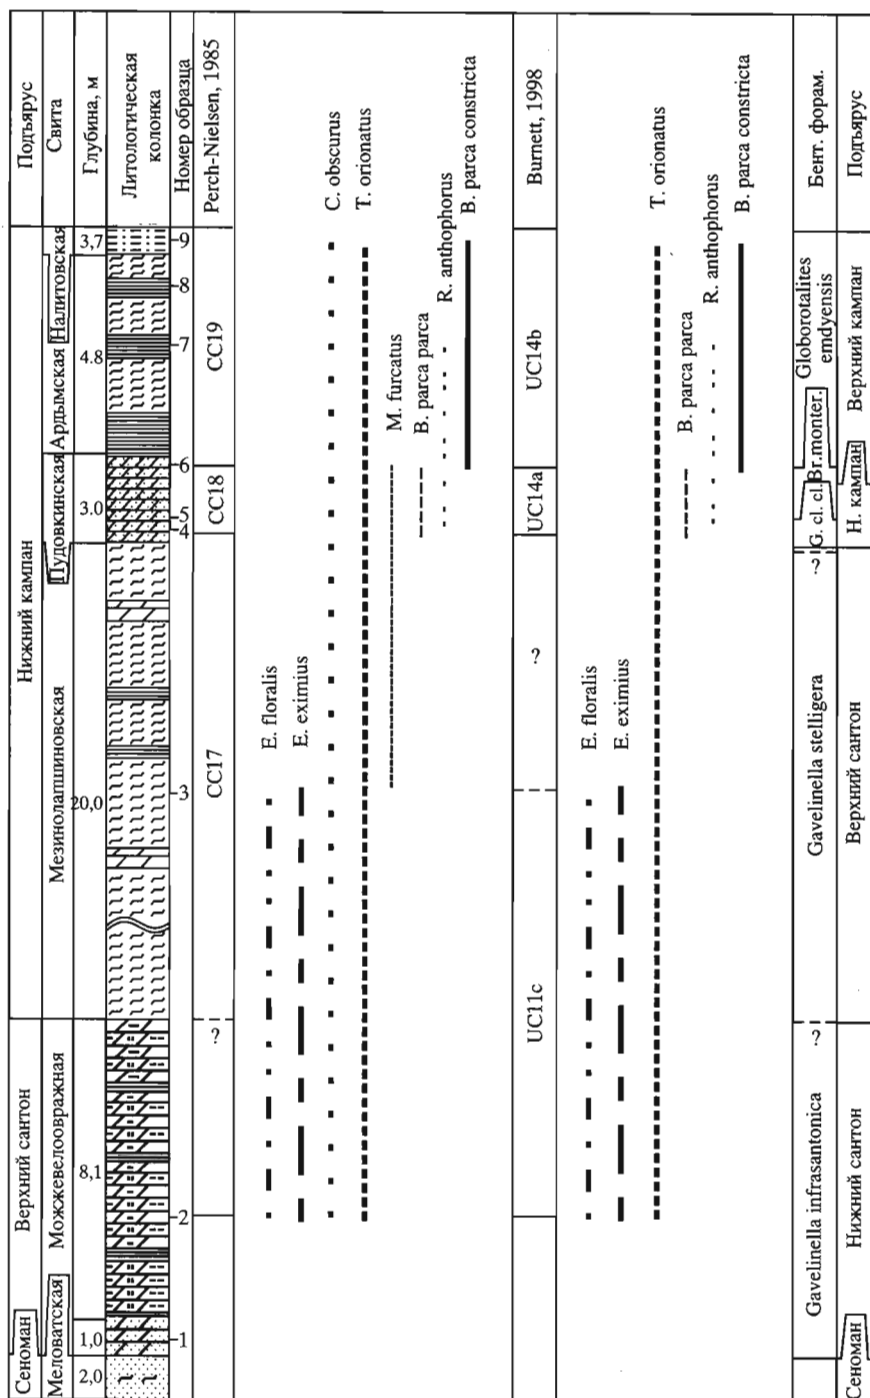 Подъярус
Свита
Глубина, м
Литологическая
колонка
Номер образца
Perch-Nielsen, 1985
C. obscurus
T. orionatus
M. furcatus
B. parca parca
R. anthophorus
B. parca constricta
E. floralis
E. eximius
Burnett, 1998
T. orionatus
B. parca parca
R. anthophorus
B. parca constricta
E. floralis
E. eximius
Бент. форам.
Подъярус
Нижний кампан
Верхний сантон
Сеноман
Налитовская
Ардымская
Пудовкинская
Мезинолапшиновская
Можжевелоовражная
Меловатская
3,7
4.8
3.0
20,0
8,1
1,0
2,0
9
8
7
6
5
4
3
2
1
CC19
CC18
CC17
?
UC14b
UC14a
?
UC11c
Globorotalites
emdyensis
Br.monter.
G. cl. cl.
?
Gavelinella stelligera
?
Gavelinella infrasantonica
Верхний кампан
Н. кампан
Верхний сантон
Нижний сантон
Сеноман